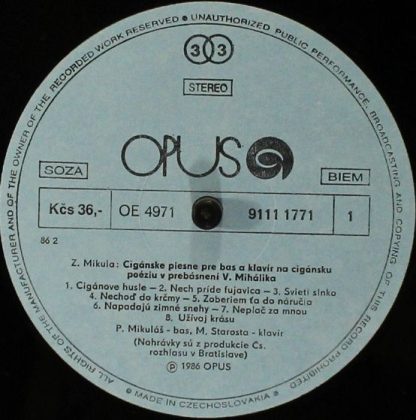 ALL RIGHTS OF THE MANUFACTURER AND OF THE OWNER OF THE RECORDED WORK RESERVED • UNAUTHORIZED PUBLIC PERFORMANCE, BROADCASTING AND COPYING OF THIS RECORD PROHIBITED
33
STEREO
OPUS
SOZA
BIEM
Kčs 36,-
OE 4971
9111 1771
1
86 2
Z. Mikula: Cigánske piesne pre bas a klavír na cigánsku
poéziu v prebásnení V. Mihálika
1. Cigánove husle – 2. Nech príde fujavica – 3. Svieti slnko
4. Nechoď do krčmy – 5. Zoberiem ťa do náručia
6. Napadajú zimné snehy – 7. Neplač za mnou
8. Užívaj krásu
P. Mikuláš - bas, M. Starosta - klavír
(Nahrávky sú z produkcie Čs.
rozhlasu v Bratislave)
Ⓟ 1986 OPUS
• MADE IN CZECHOSLOVAKIA •